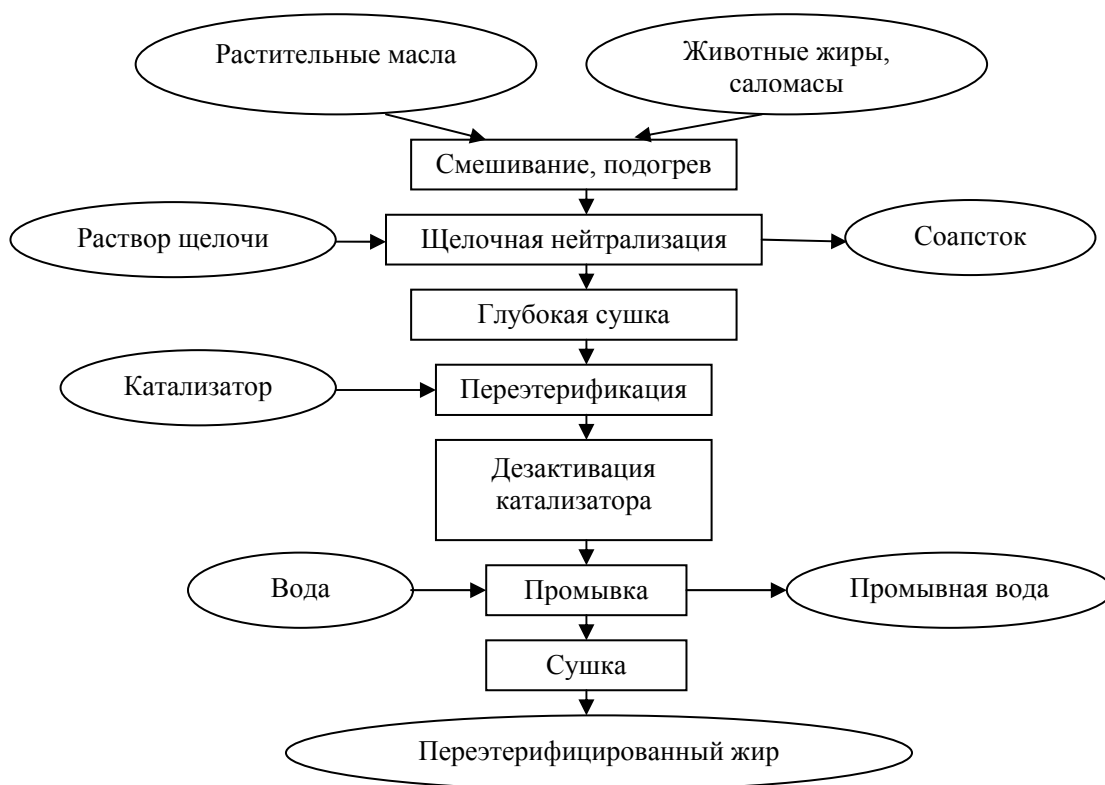 Растительные масла
Животные жиры,
саломасы
Смешивание, подогрев
Раствор щелочи
Щелочная нейтрализация
Соапсток
Глубокая сушка
Катализатор
Переэтерификация
Дезактивация
катализатора
Вода
Промывка
Промывная вода
Сушка
Переэтерифицированный жир